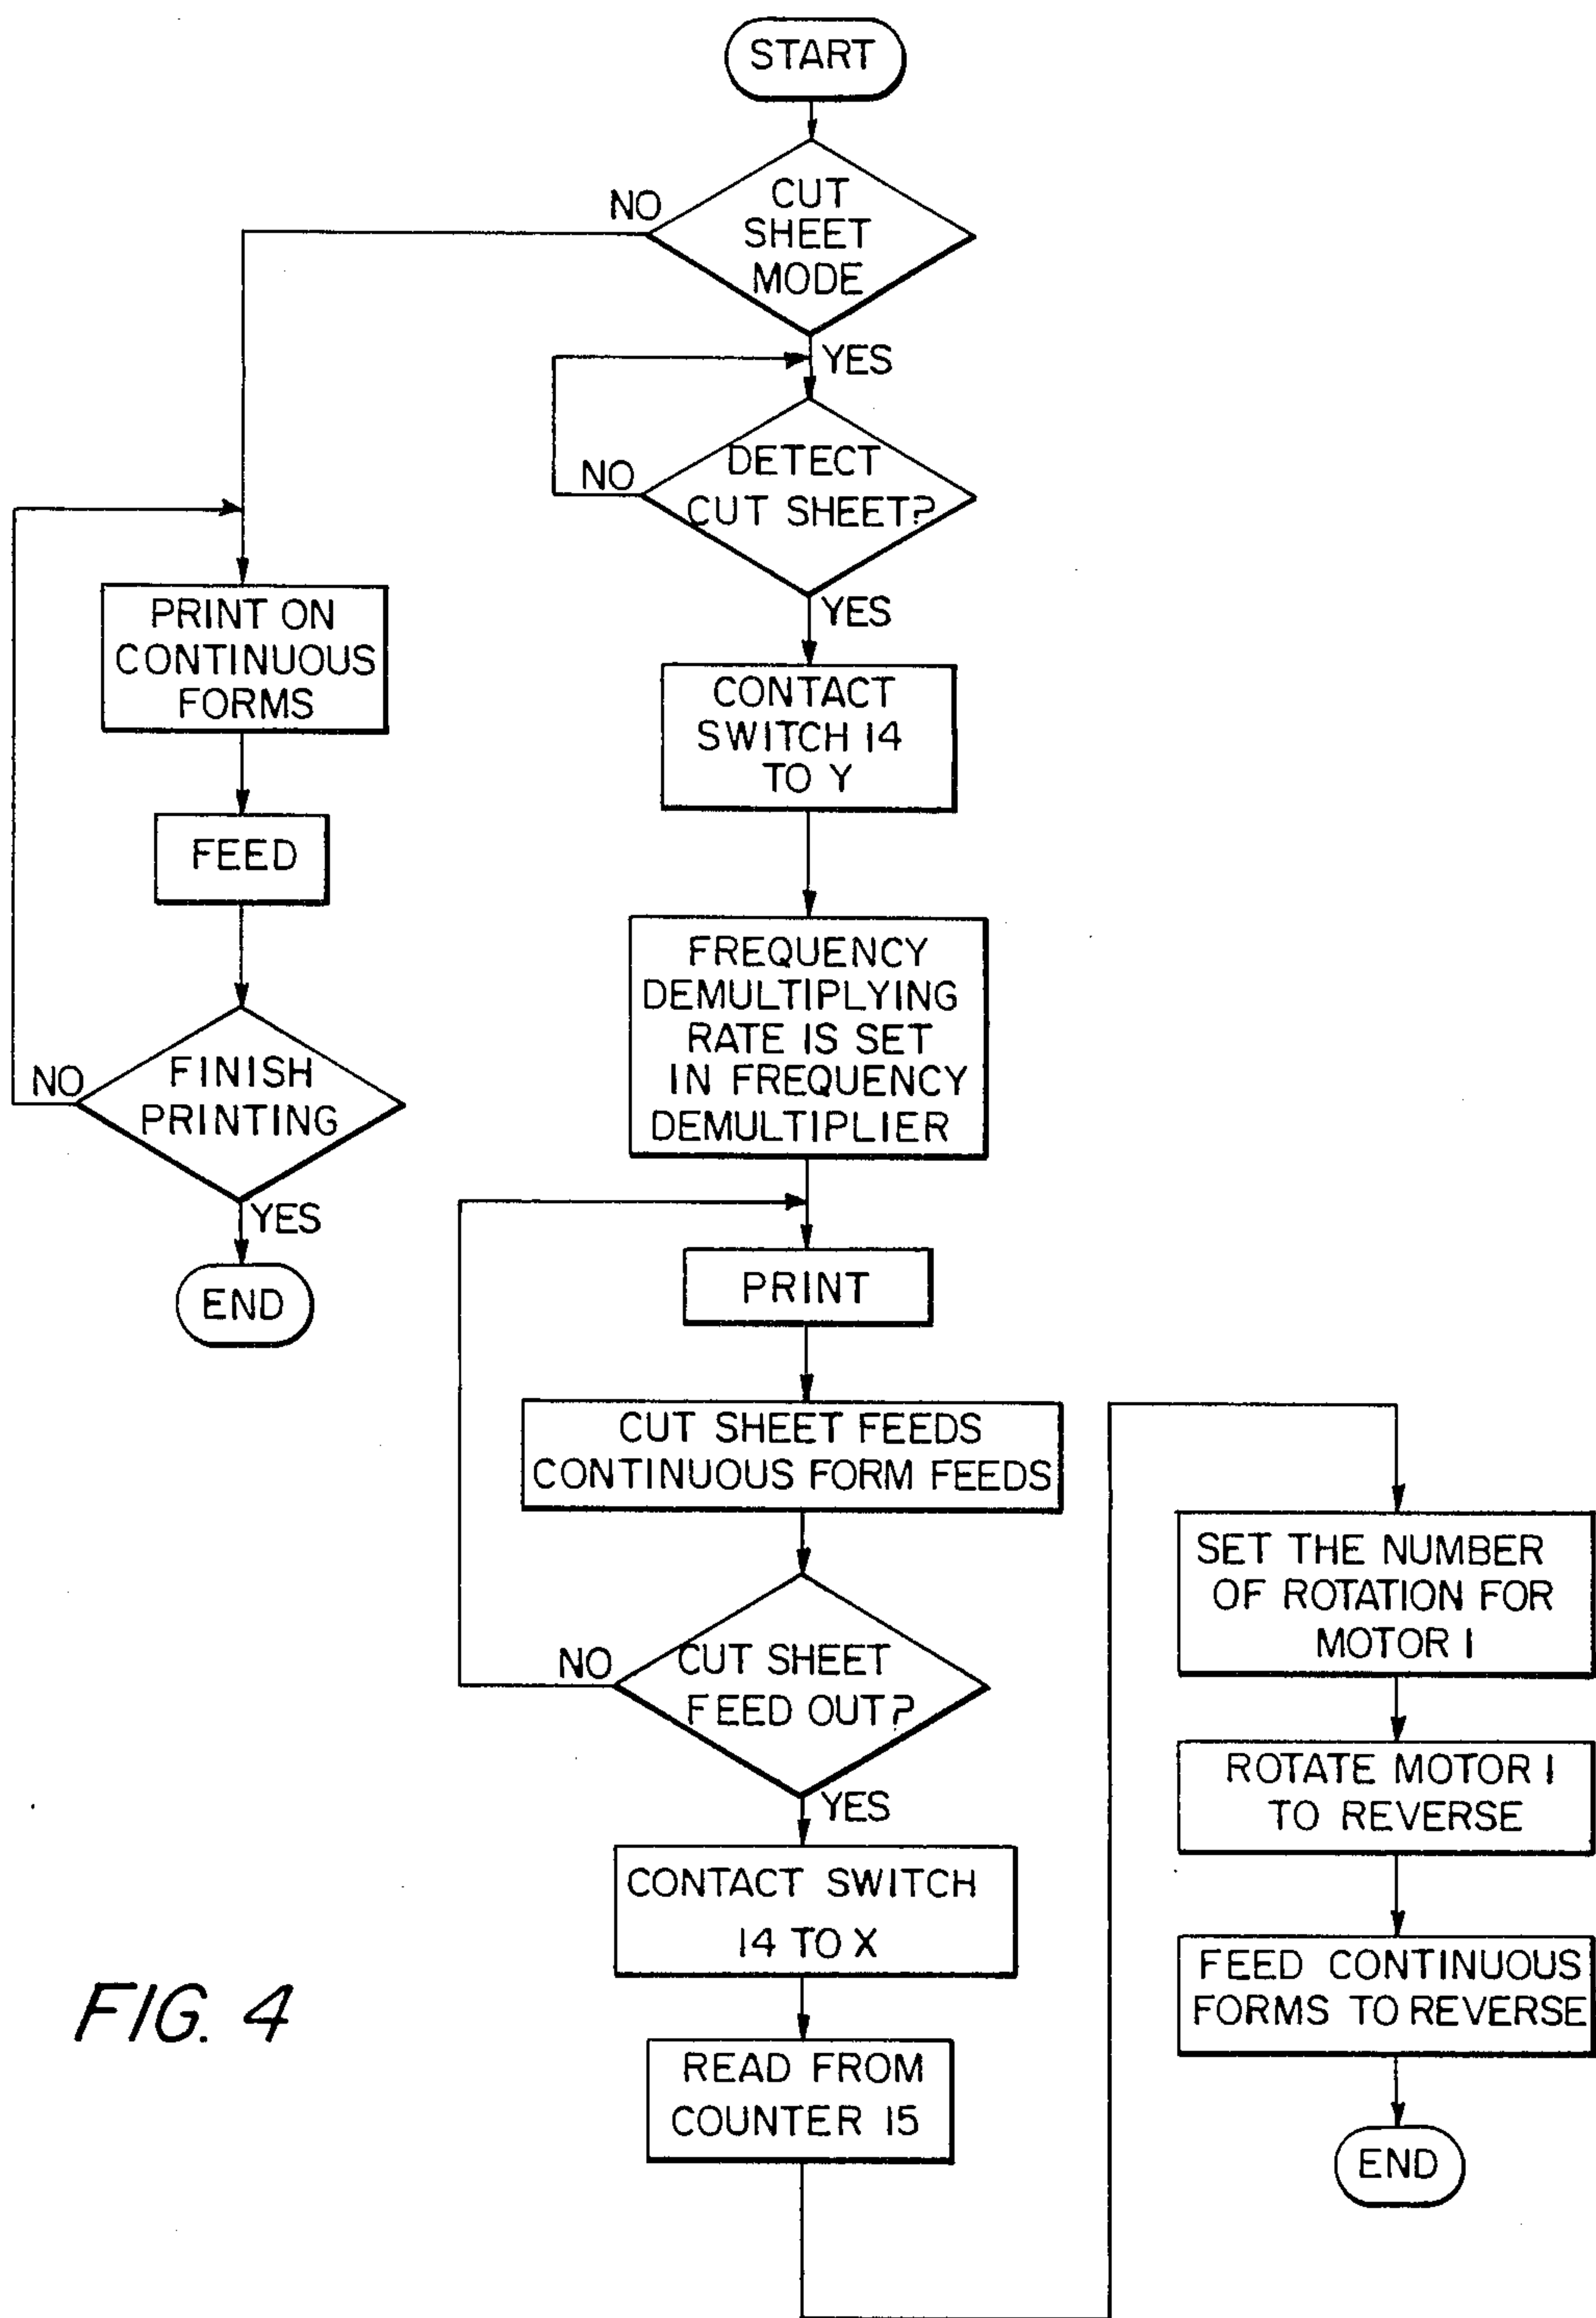 START
CUT
SHEET
MODE
NO
YES
DETECT
CUT SHEET?
NO
YES
PRINT ON
CONTINUOUS
FORMS
FEED
FINISH
PRINTING
NO
YES
END
CONTACT
SWITCH 14
TO Y
FREQUENCY
DEMULTIPLYING
RATE IS SET
IN FREQUENCY
DEMULTIPLIER
PRINT
CUT SHEET FEEDS
CONTINUOUS FORM FEEDS
CUT SHEET
FEED OUT?
NO
YES
CONTACT SWITCH
14 TO X
READ FROM
COUNTER 15
SET THE NUMBER
OF ROTATION FOR
MOTOR 1
ROTATE MOTOR 1
TO REVERSE
FEED CONTINUOUS
FORMS TO REVERSE
END
FIG. 4